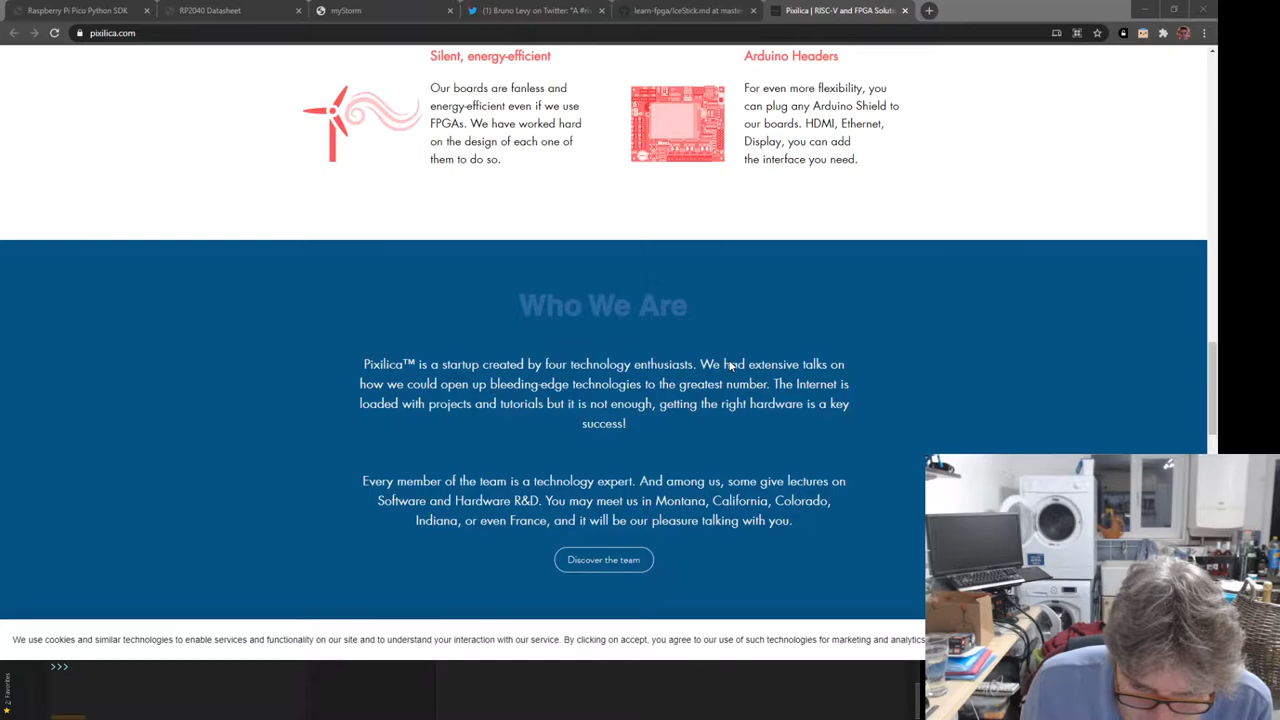 Raspberry Pi Pico Python SDK
RP2040 Datasheet
myStorm
(1) Bruno Levy on Twitter: "A #ris
learn-fpga/IceStick.md at master
Pixilica | RISC-V and FPGA Solut
pixilica.com
Silent, energy-efficient
Our boards are fanless and
energy-efficient even if we use
FPGAs. We have worked hard
on the design of each one of
them to do so.
Arduino Headers
For even more flexibility, you
can plug any Arduino Shield to
our boards. HDMI, Ethernet,
Display, you can add
the interface you need.
Who We Are
Pixilica™ is a startup created by four technology enthusiasts. We had extensive talks on
how we could open up bleeding-edge technologies to the greatest number. The Internet is
loaded with projects and tutorials but it is not enough, getting the right hardware is a key
success!
Every member of the team is a technology expert. And among us, some give lectures on
Software and Hardware R&D. You may meet us in Montana, California, Colorado,
Indiana, or even France, and it will be our pleasure talking with you.
Discover the team
We use cookies and similar technologies to enable services and functionality on our site and to understand your interaction with our service. By clicking on accept, you agree to our use of such technologies for marketing and analytics
>>>
2: Favorites